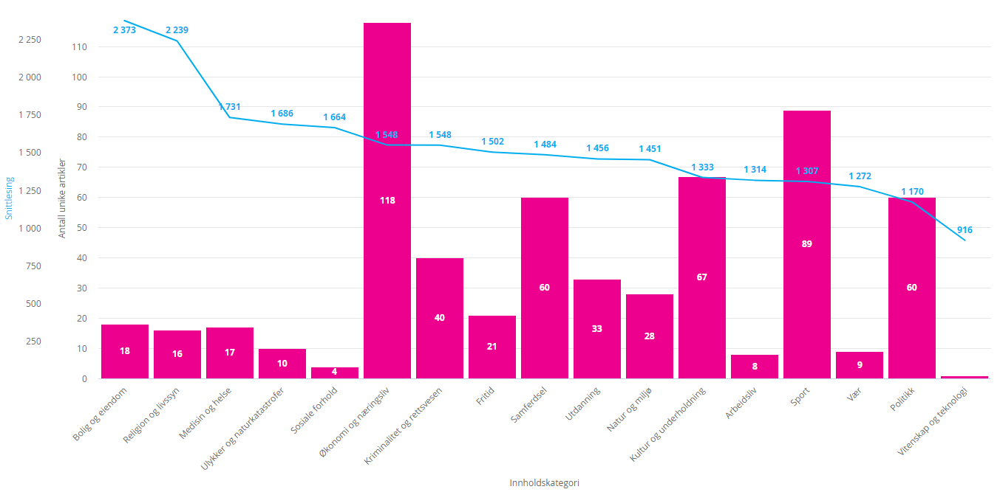 Snittlesing
2 250
2 000
1 750
1 500
1 250
1 000
750
500
250
Antall unike artikler
110
100
90
80
70
60
50
40
30
20
10
0
2 373
2 239
1 731
1 686
1 664
1 548
1 548
1 502
1 484
1 456
1 451
1 333
1 314
1 307
1 272
1 170
916
18
16
17
10
4
118
40
21
60
33
28
67
8
89
9
60
Bolig og eiendom
Religion og livssyn
Medisin og helse
Ulykker og naturkatastrofer
Sosiale forhold
Økonomi og næringsliv
Kriminalitet og rettsvesen
Fritid
Samferdsel
Utdanning
Natur og miljø
Kultur og underholdning
Arbeidsliv
Sport
Vær
Politikk
Vitenskap og teknologi
Innholdskategori